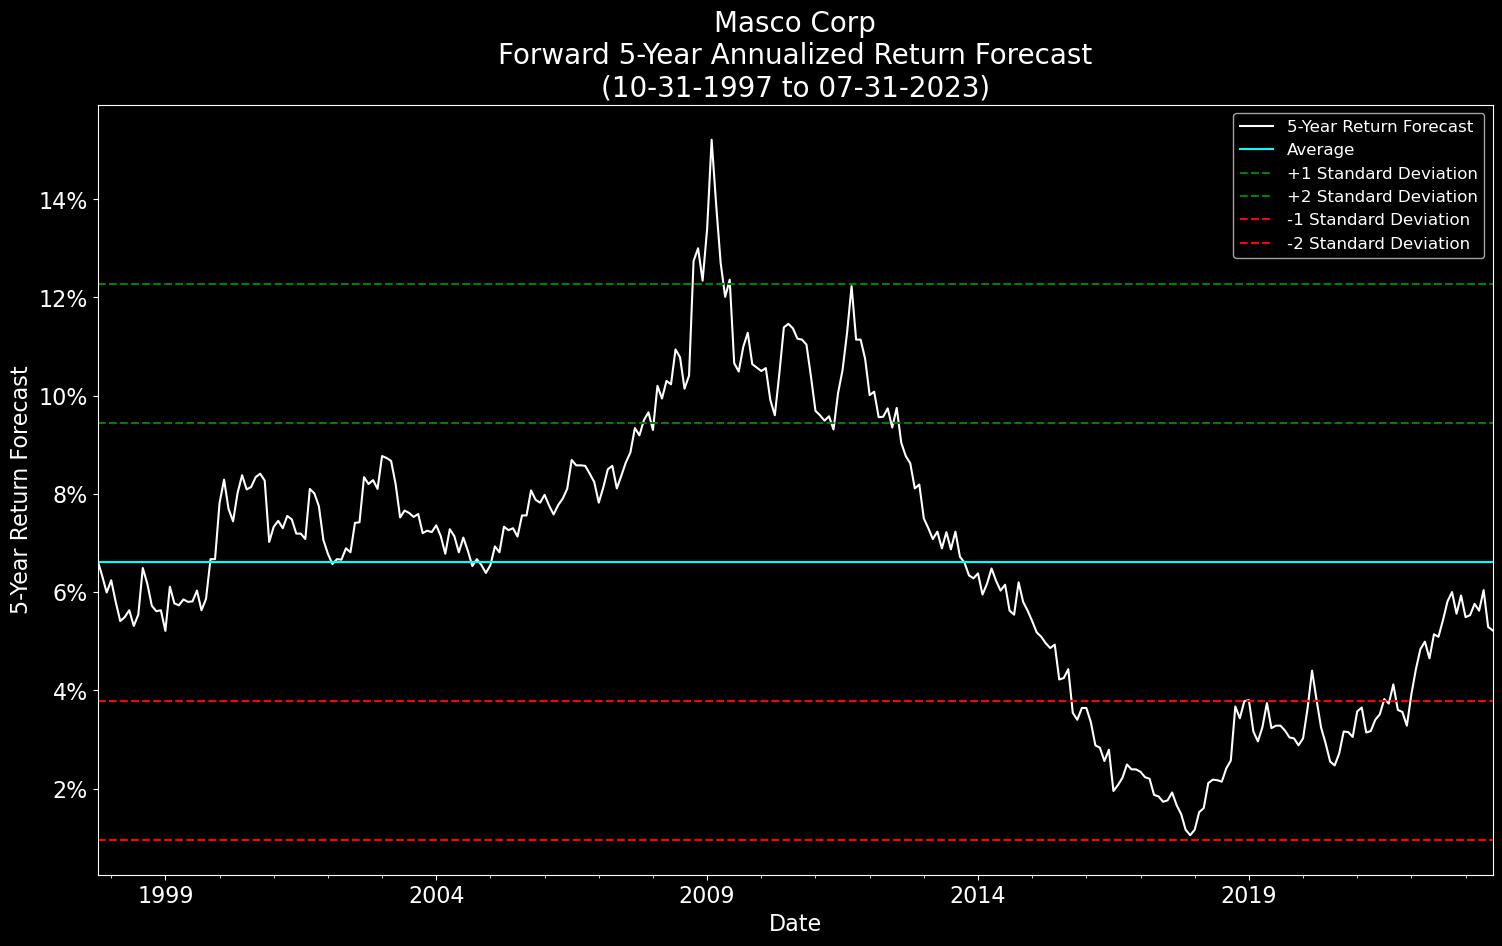 Masco Corp
Forward 5-Year Annualized Return Forecast
(10-31-1997 to 07-31-2023)
5-Year Return Forecast
Average
+1 Standard Deviation
+2 Standard Deviation
-1 Standard Deviation
-2 Standard Deviation
14%
12%
10%
8%
6%
4%
2%
5-Year Return Forecast
1999
2004
2009
2014
2019
Date